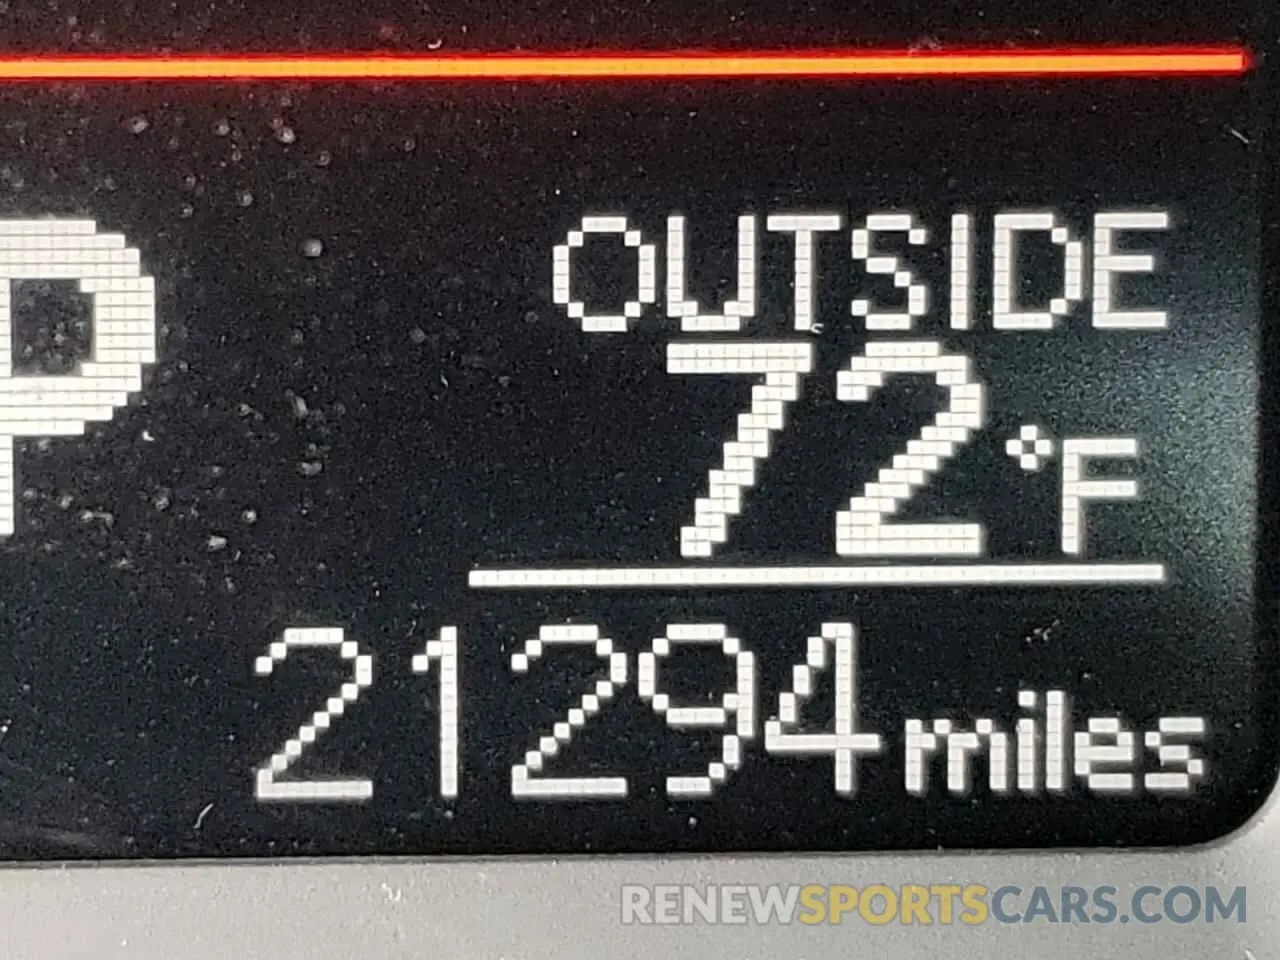 P
OUTSIDE
72°F
21294 miles
RENEWSPORTSCARS.COM